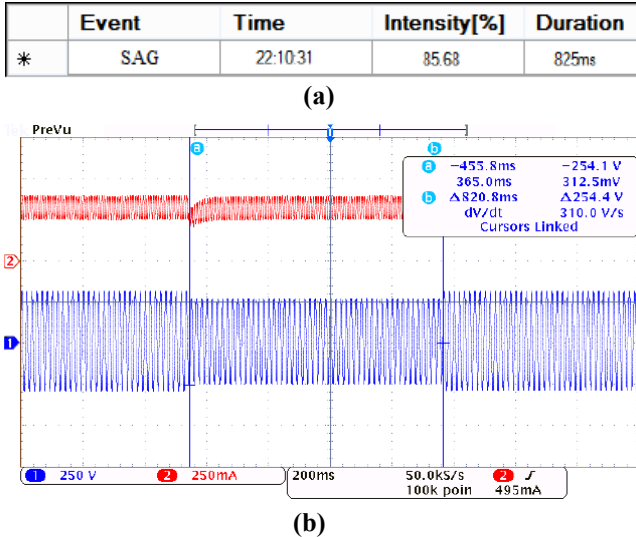 Event Time Intensity[%] Duration
* SAG 22:10:31 85.68 825ms
(a)
PreVu
a b
a −455.8ms −254.1 V
365.0ms 312.5mV
b Δ820.8ms Δ254.4 V
dV/dt 310.0 V/s
Cursors Linked
2
1
1 250 V 2 250mA 200ms 50.0kS/s 2 ƒ
100k poin 495mA
(b)